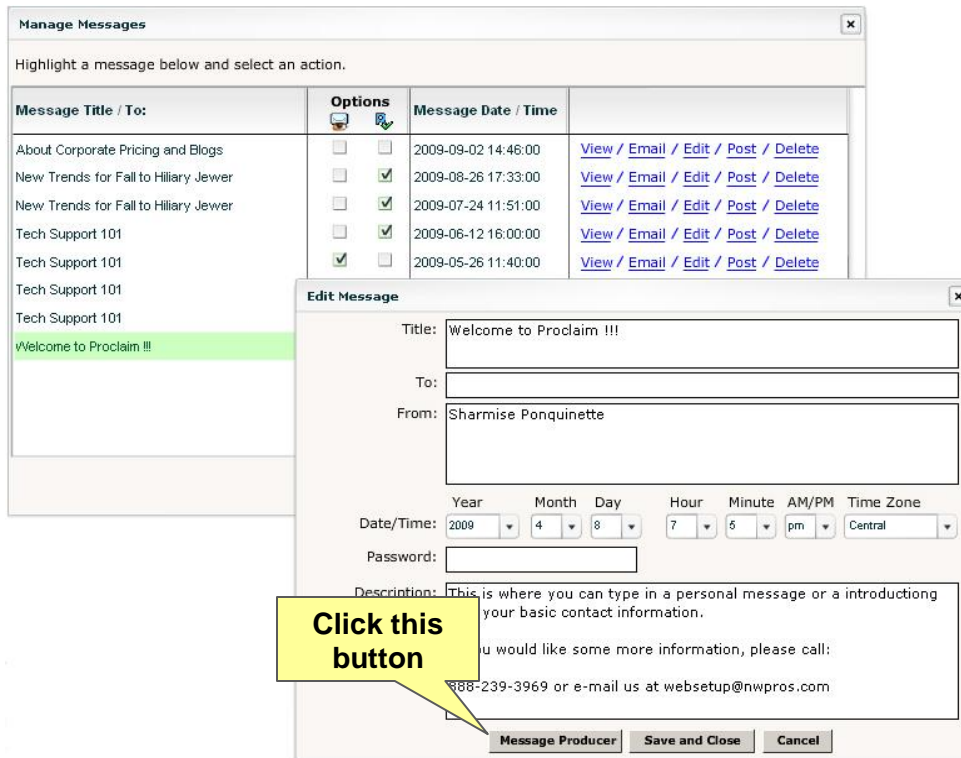 Manage Messages
Highlight a message below and select an action.
Message Title / To:
Options
Message Date / Time
About Corporate Pricing and Blogs 2009-09-02 14:46:00 View / Email / Edit / Post / Delete
New Trends for Fall to Hiliary Jewer 2009-08-26 17:33:00 View / Email / Edit / Post / Delete
New Trends for Fall to Hiliary Jewer 2009-07-24 11:51:00 View / Email / Edit / Post / Delete
Tech Support 101 2009-06-12 16:00:00 View / Email / Edit / Post / Delete
Tech Support 101 2009-05-26 11:40:00 View / Email / Edit / Post / Delete
Tech Support 101
Tech Support 101
Welcome to Proclaim !!!
Edit Message
Title: Welcome to Proclaim !!!
To:
From: Sharmise Ponquinette
Year Month Day Hour Minute AM/PM Time Zone
Date/Time: 2009 4 8 7 5 pm Central
Password:
Description: This is where you can type in a personal message or a introductiong
your basic contact information.
would like some more information, please call:
888-239-3969 or e-mail us at websetup@nwpros.com
Click this
button
Message Producer Save and Close Cancel